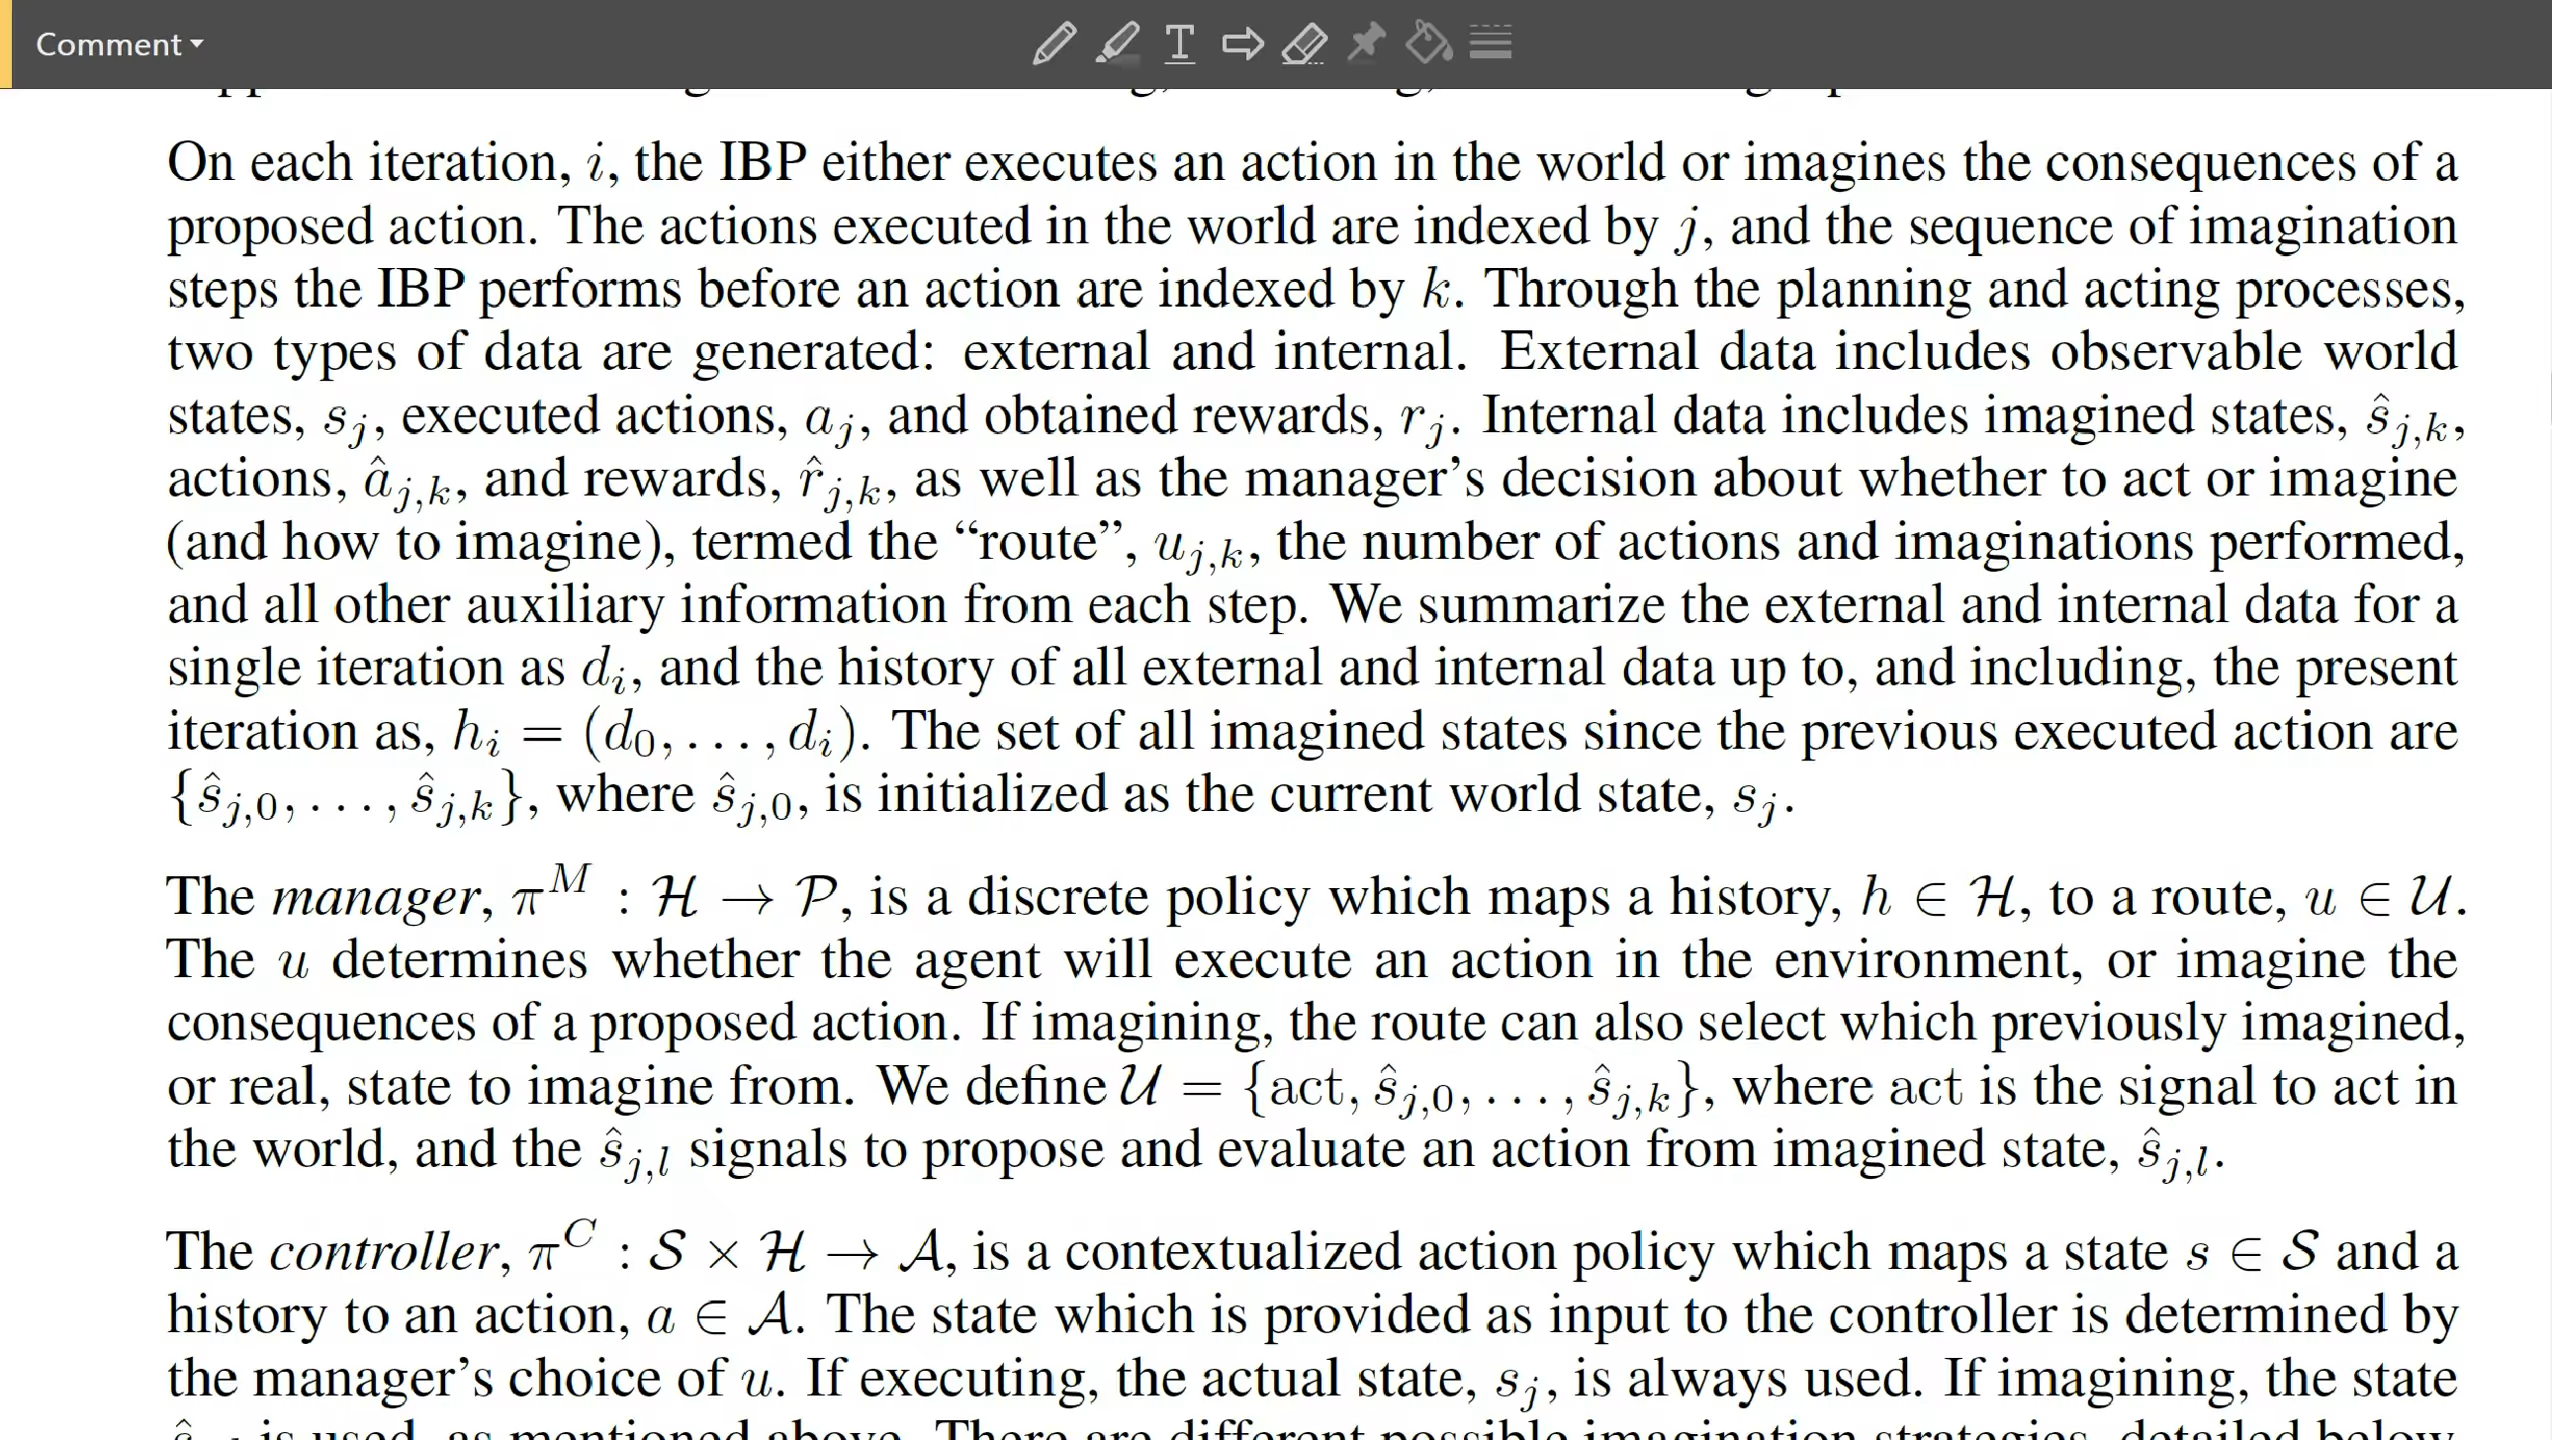 Comment
On each iteration, i, the IBP either executes an action in the world or imagines the consequences of a
proposed action. The actions executed in the world are indexed by j, and the sequence of imagination
steps the IBP performs before an action are indexed by k. Through the planning and acting processes,
two types of data are generated: external and internal. External data includes observable world
states, s_j, executed actions, a_j, and obtained rewards, r_j. Internal data includes imagined states, ŝ_{j,k},
actions, â_{j,k}, and rewards, r̂_{j,k}, as well as the manager’s decision about whether to act or imagine
(and how to imagine), termed the “route”, u_{j,k}, the number of actions and imaginations performed,
and all other auxiliary information from each step. We summarize the external and internal data for a
single iteration as d_i, and the history of all external and internal data up to, and including, the present
iteration as, h_i = (d_0, . . . , d_i). The set of all imagined states since the previous executed action are
{ŝ_{j,0}, . . . , ŝ_{j,k}}, where ŝ_{j,0}, is initialized as the current world state, s_j.
The manager, π^M : ℋ → 𝒫, is a discrete policy which maps a history, h ∈ ℋ, to a route, u ∈ 𝒰.
The u determines whether the agent will execute an action in the environment, or imagine the
consequences of a proposed action. If imagining, the route can also select which previously imagined,
or real, state to imagine from. We define 𝒰 = {act, ŝ_{j,0}, . . . , ŝ_{j,k}}, where act is the signal to act in
the world, and the ŝ_{j,l} signals to propose and evaluate an action from imagined state, ŝ_{j,l}.
The controller, π^C : 𝒮 × ℋ → 𝒜, is a contextualized action policy which maps a state s ∈ 𝒮 and a
history to an action, a ∈ 𝒜. The state which is provided as input to the controller is determined by
the manager’s choice of u. If executing, the actual state, s_j, is always used. If imagining, the state
is used, as mentioned above. There are different possible imagination strategies, detailed below